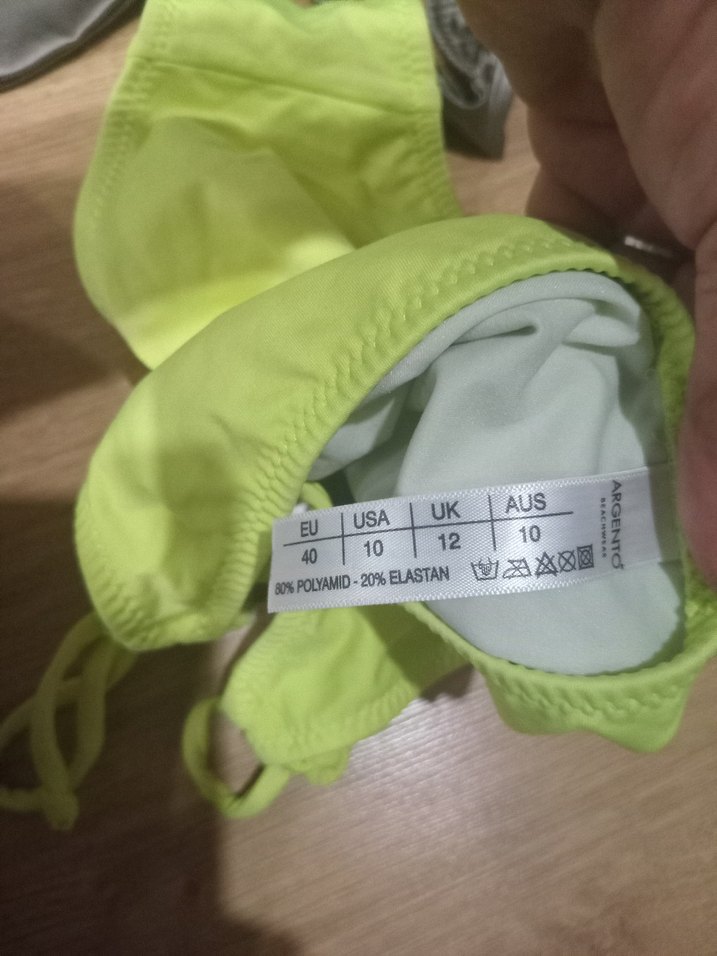 EU USA UK AUS
40 10 12 10
80% POLYAMID - 20% ELASTAN
ARGENTO
BEACHWEAR